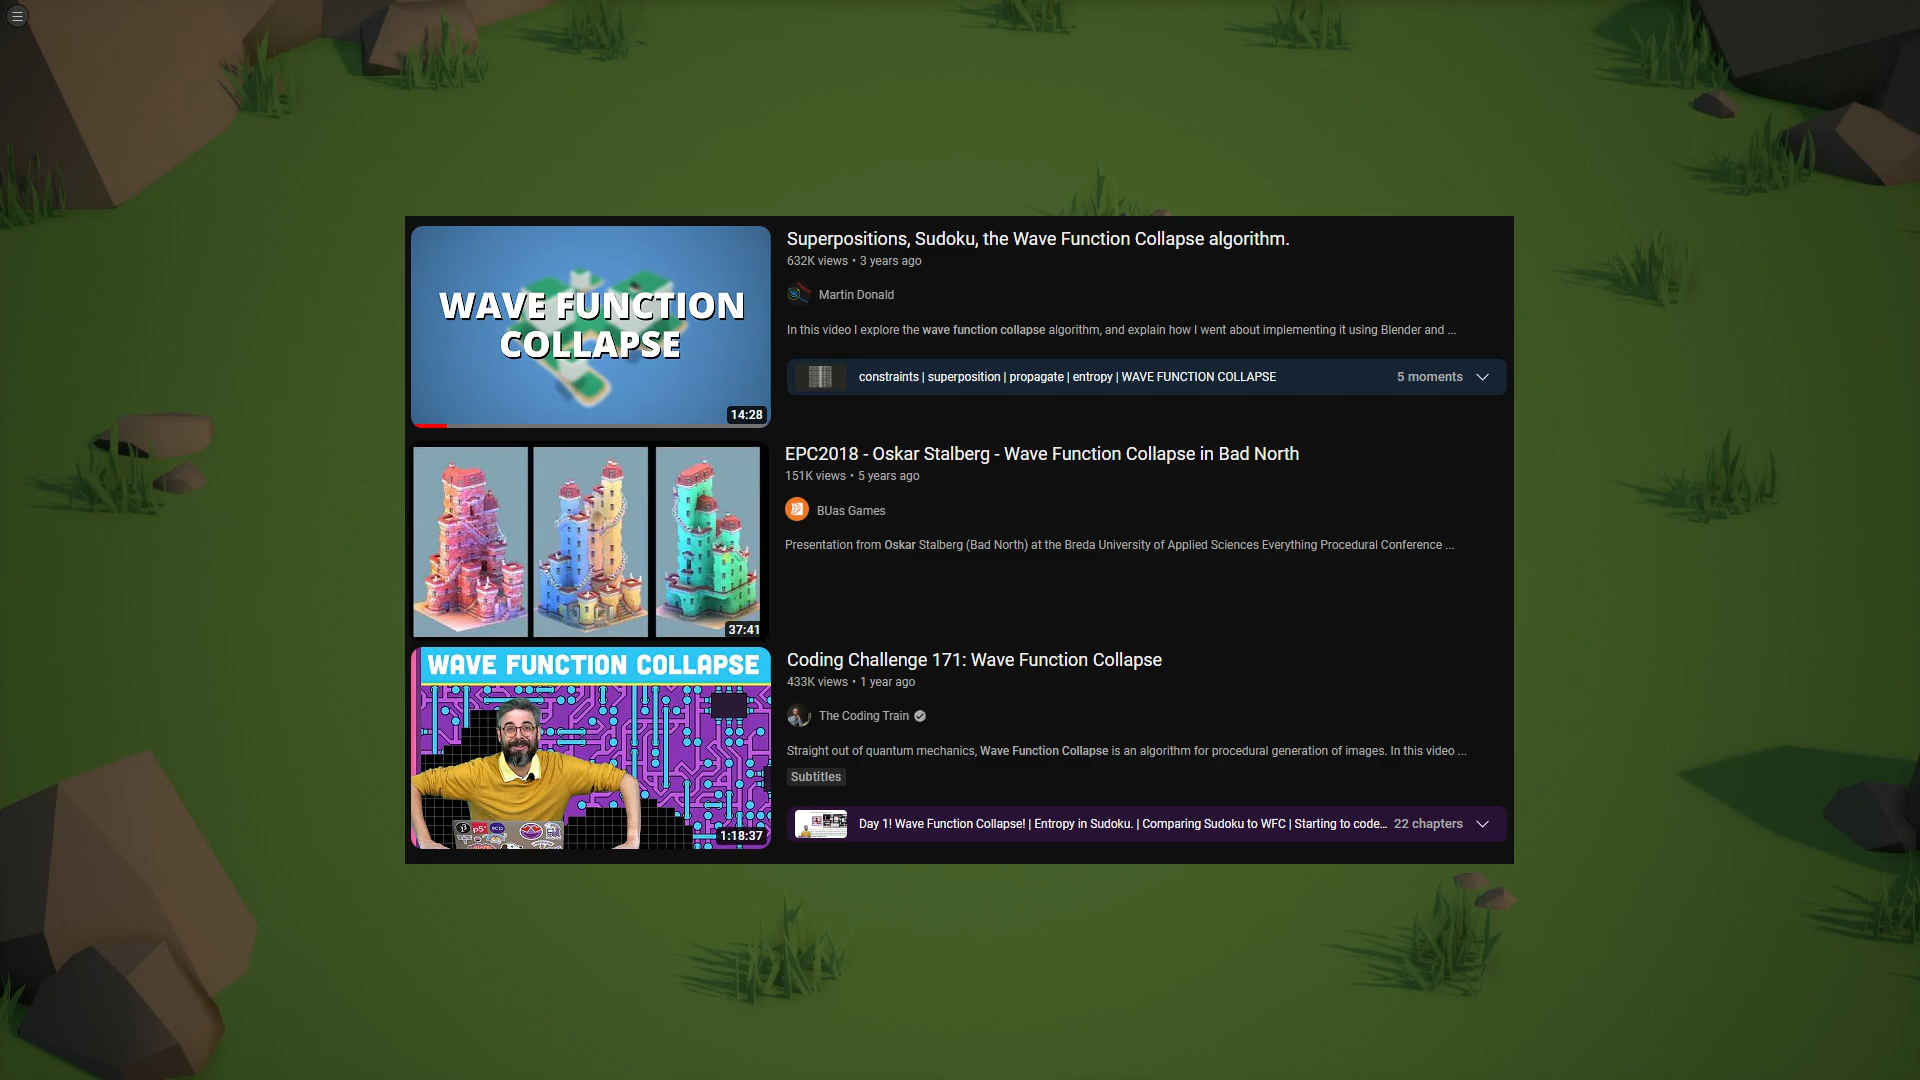 WAVE FUNCTION
COLLAPSE
14:28
Superpositions, Sudoku, the Wave Function Collapse algorithm.
632K views • 3 years ago
Martin Donald
In this video I explore the wave function collapse algorithm, and explain how I went about implementing it using Blender and ...
constraints | superposition | propagate | entropy | WAVE FUNCTION COLLAPSE
5 moments
37:41
EPC2018 - Oskar Stalberg - Wave Function Collapse in Bad North
151K views • 5 years ago
BUas Games
Presentation from Oskar Stalberg (Bad North) at the Breda University of Applied Sciences Everything Procedural Conference ...
WAVE FUNCTION COLLAPSE
1:18:37
Coding Challenge 171: Wave Function Collapse
433K views • 1 year ago
The Coding Train
Straight out of quantum mechanics, Wave Function Collapse is an algorithm for procedural generation of images. In this video ...
Subtitles
Day 1! Wave Function Collapse! | Entropy in Sudoku. | Comparing Sudoku to WFC | Starting to code...
22 chapters